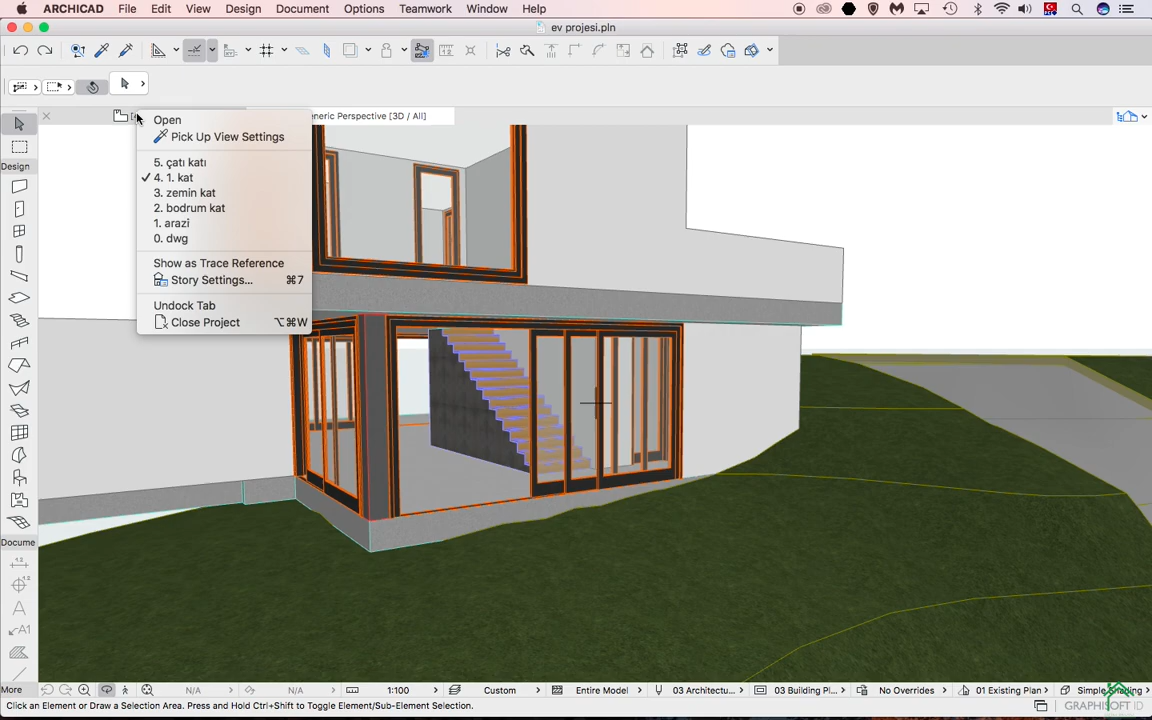 ARCHICAD File Edit View Design Document Options Teamwork Window Help
ev projesi.pln
eneric Perspective [3D / All]
Open
Pick Up View Settings
5. çatı katı
✓ 4. 1. kat
3. zemin kat
2. bodrum kat
1. arazi
0. dwg
Show as Trace Reference
Story Settings... ⌘7
Undock Tab
Close Project ⌥⌘W
Design
Docume
More
N/A N/A 1:100 Custom Entire Model 03 Architectu... 03 Building Pl... No Overrides 01 Existing Plan Simple Shading
Click an Element or Draw a Selection Area. Press and Hold Ctrl+Shift to Toggle Element/Sub-Element Selection.
GRAPHISOFT ID